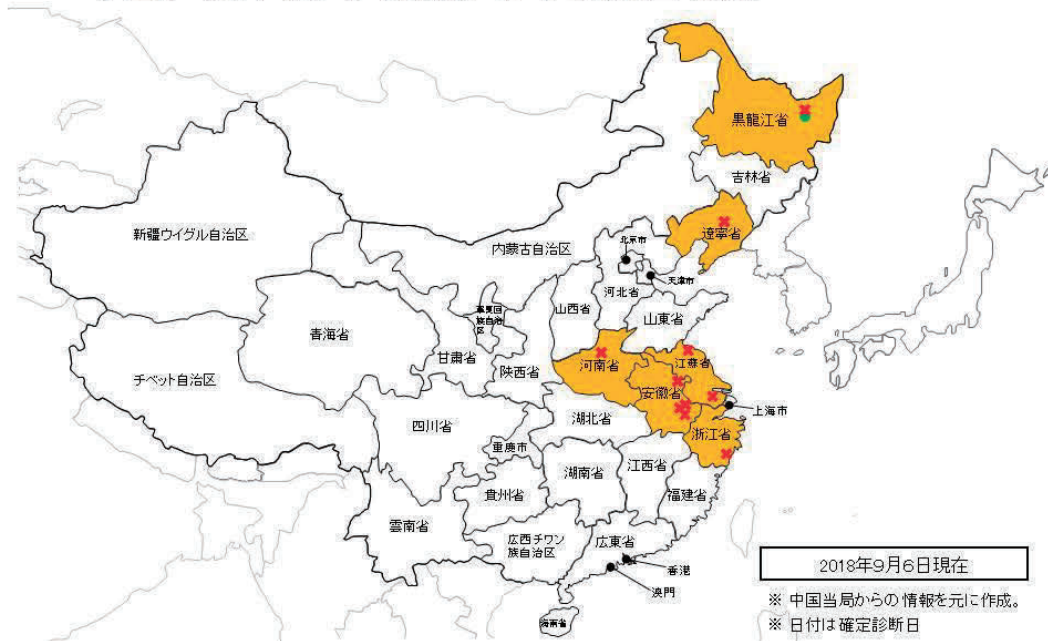 黒龍江省
吉林省
遼寧省
新疆ウイグル自治区
内蒙古自治区
北京市
天津市
河北省
山西省
山東省
青海省
族自治
区
甘粛省
陝西省
河南省
江蘇省
安徽省
チベット自治区
上海市
四川省
湖北省
浙江省
重慶市
湖南省
江西省
貴州省
福建省
雲南省
広西チワン
族自治区
広東省
香港
澳門
海南省
2018年9月6日現在
※ 中国当局からの情報を元に作成。
※ 日付は確定診断日